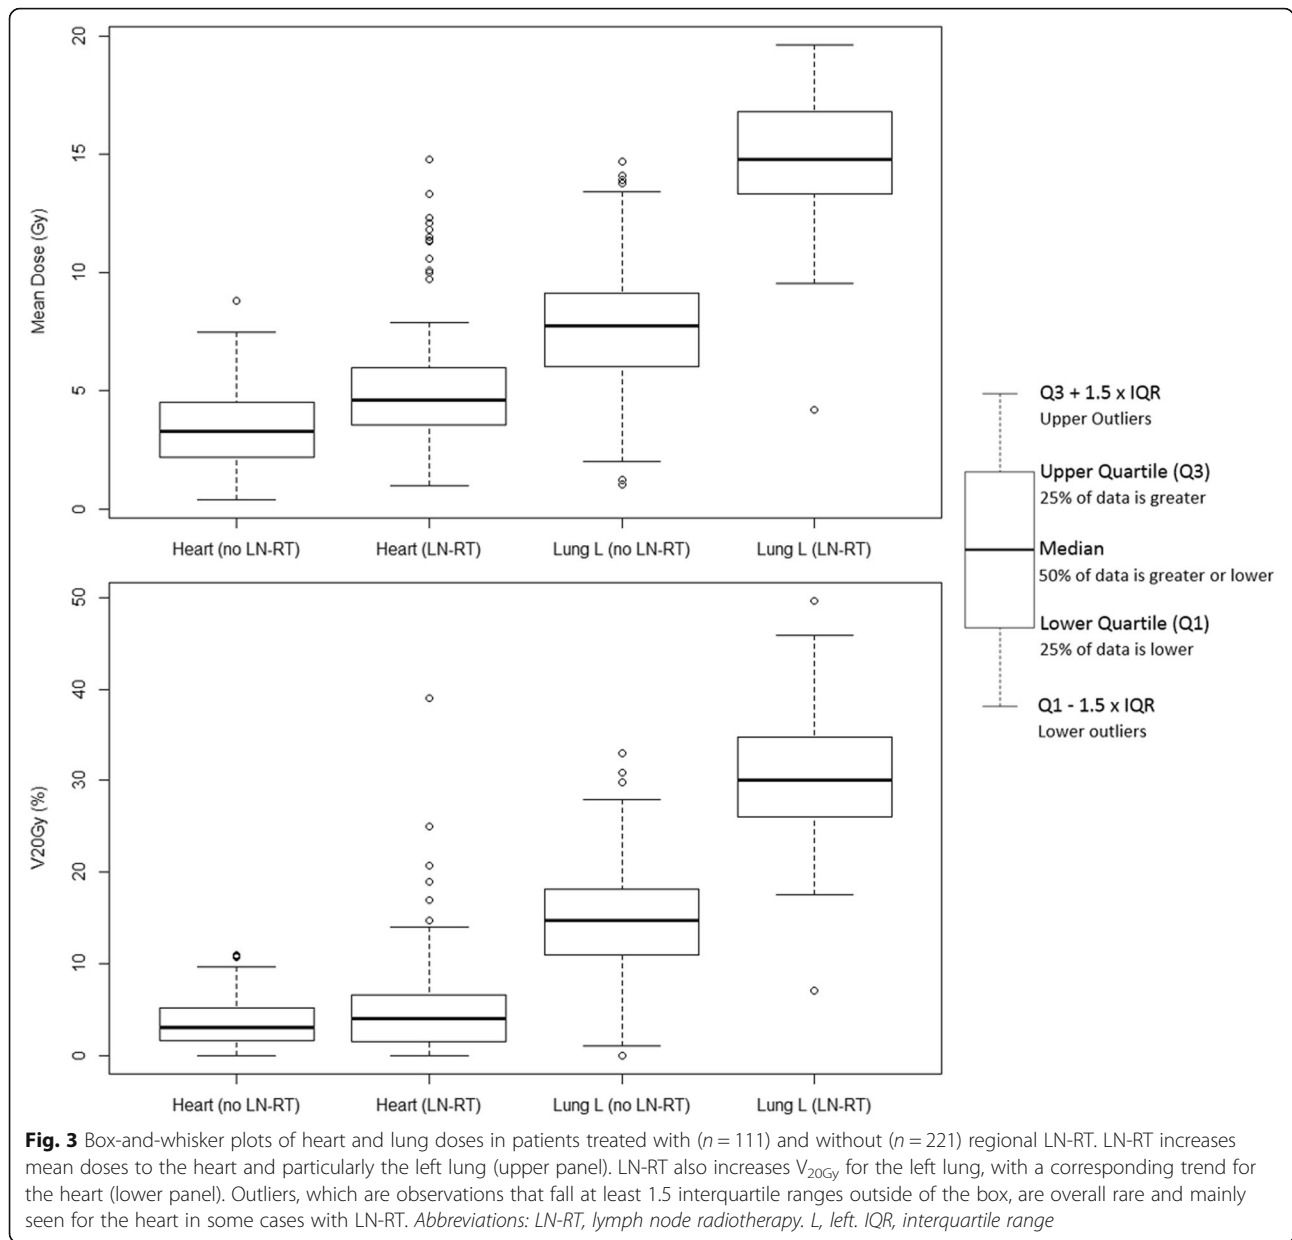 20
15
10
5
0
Mean Dose (Gy)
Heart (no LN-RT) Heart (LN-RT) Lung L (no LN-RT) Lung L (LN-RT)
50
40
30
20
10
0
V20Gy (%)
Heart (no LN-RT) Heart (LN-RT) Lung L (no LN-RT) Lung L (LN-RT)
Q3 + 1.5 x IQR
Upper Outliers
Upper Quartile (Q3)
25% of data is greater
Median
50% of data is greater or lower
Lower Quartile (Q1)
25% of data is lower
Q1 - 1.5 x IQR
Lower outliers
Fig. 3 Box-and-whisker plots of heart and lung doses in patients treated with (n = 111) and without (n = 221) regional LN-RT. LN-RT increases
mean doses to the heart and particularly the left lung (upper panel). LN-RT also increases V20Gy for the left lung, with a corresponding trend for
the heart (lower panel). Outliers, which are observations that fall at least 1.5 interquartile ranges outside of the box, are overall rare and mainly
seen for the heart in some cases with LN-RT. Abbreviations: LN-RT, lymph node radiotherapy. L, left. IQR, interquartile range